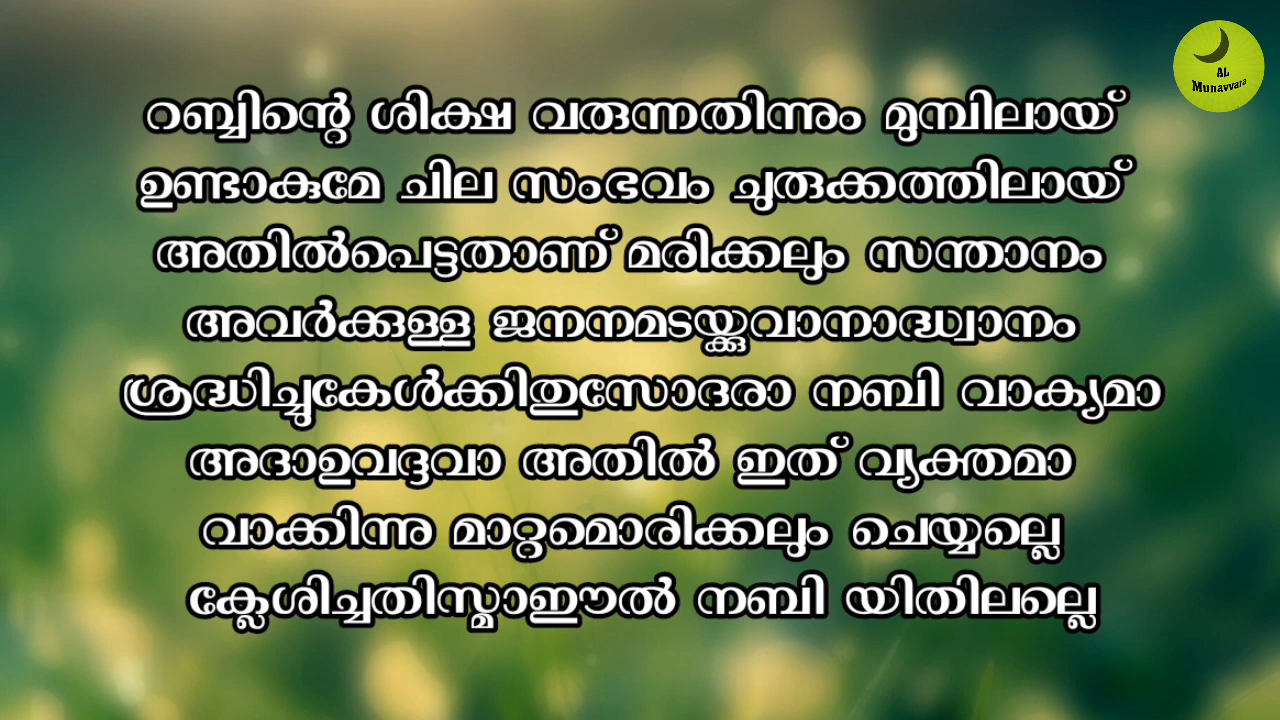 റബ്ബിന്റെ ശിക്ഷ വരുന്നതിന്നും മുമ്പിലായ്
ഉണ്ടാകുമേ ചില സംഭവം ചുരുക്കത്തിലായ്
അതിൽപെട്ടതാണ് മരിക്കലും സന്താനം
അവർക്കുള്ള ജനനമടയ്ക്കുവാനാദ്ധ്വാനം
ശ്രദ്ധിച്ചുകേൾക്കിതുസോദരാ നബി വാക്യമാ
അദാഉവദ്ദവാ അതിൽ ഇത് വ്യക്തമാ
വാക്കിന്നു മാറ്റമൊരിക്കലും ചെയ്യല്ലെ
ക്ലേശിച്ചതിസ്മാഈൽ നബി യിതിലല്ലെ
AL
Munavvara